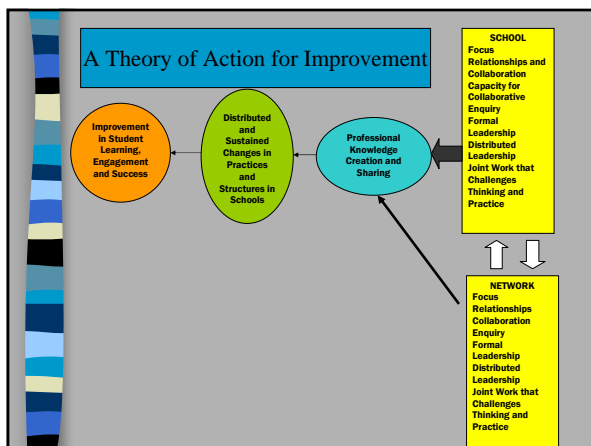 A Theory of Action for Improvement
Improvement
in Student
Learning,
Engagement
and Success
Distributed
and
Sustained
Changes in
Practices
and
Structures in
Schools
Professional
Knowledge
Creation and
Sharing
SCHOOL
Focus
Relationships and
Collaboration
Capacity for
Collaborative
Enquiry
Formal
Leadership
Distributed
Leadership
Joint Work that
Challenges
Thinking and
Practice
NETWORK
Focus
Relationships
Collaboration
Enquiry
Formal
Leadership
Distributed
Leadership
Joint Work that
Challenges
Thinking and
Practice